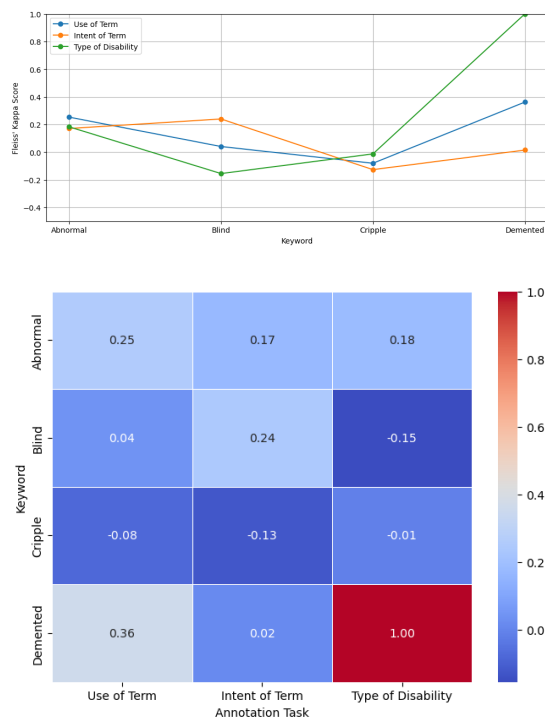 1.0
0.8
0.6
0.4
0.2
0.0
−0.2
−0.4
Fleiss' Kappa Score
Use of Term
Intent of Term
Type of Disability
Abnormal Blind Cripple Demented
Keyword
Abnormal 0.25 0.17 0.18
Blind 0.04 0.24 -0.15
Cripple -0.08 -0.13 -0.01
Demented 0.36 0.02 1.00
Keyword
Use of Term Intent of Term Type of Disability
Annotation Task
1.0
0.8
0.6
0.4
0.2
0.0